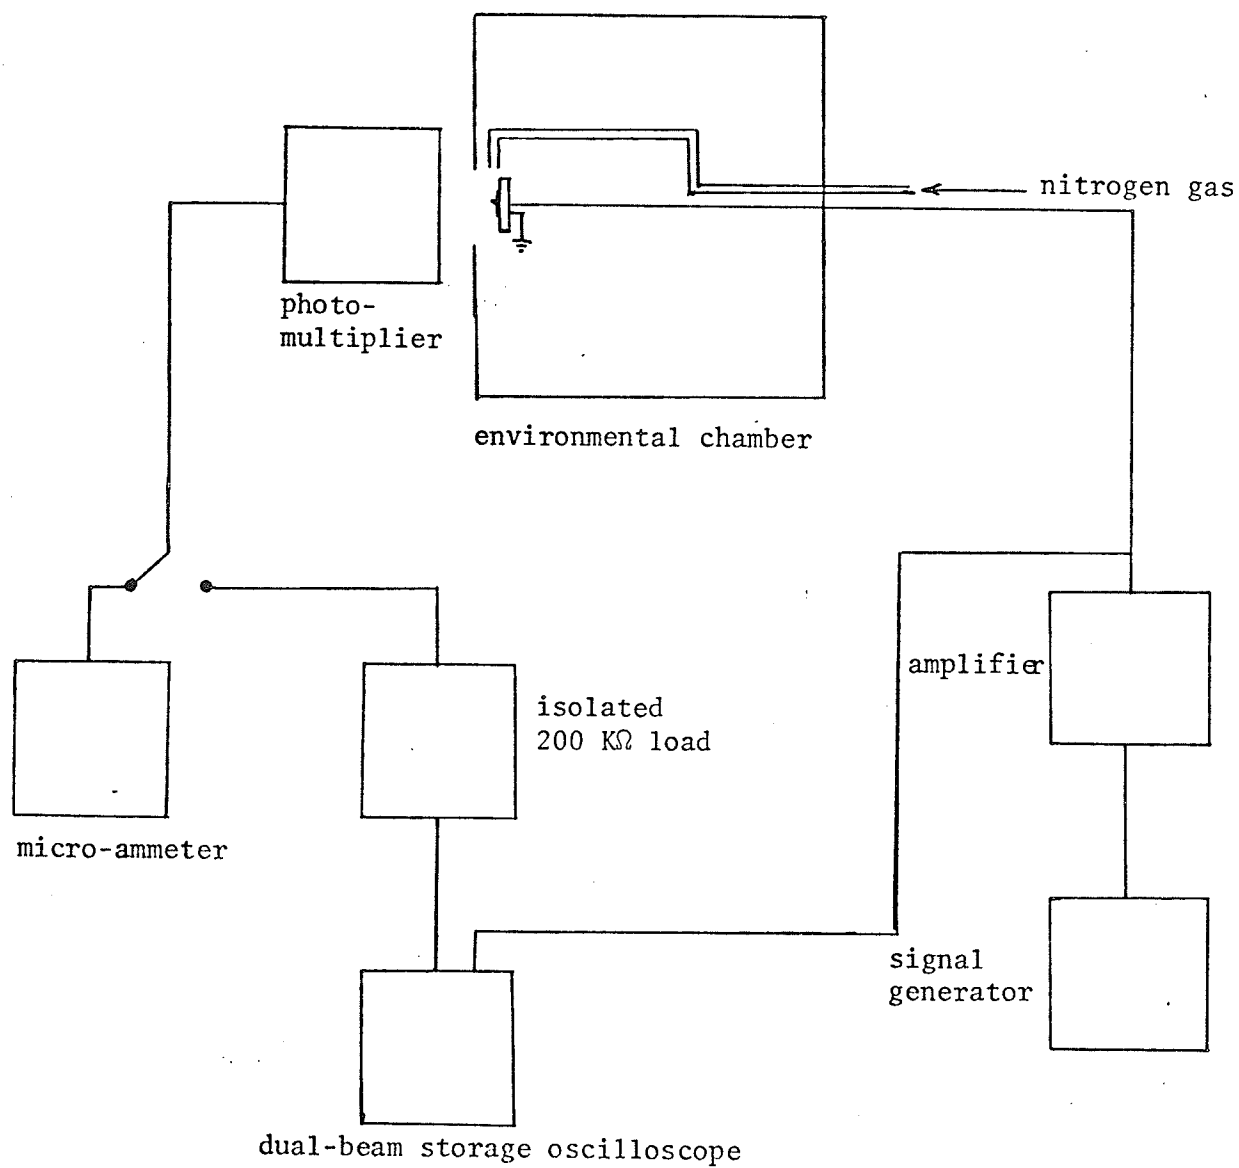 nitrogen gas
photo-
multiplier
environmental chamber
amplifier
isolated
200 KΩ load
micro-ammeter
signal
generator
dual-beam storage oscilloscope